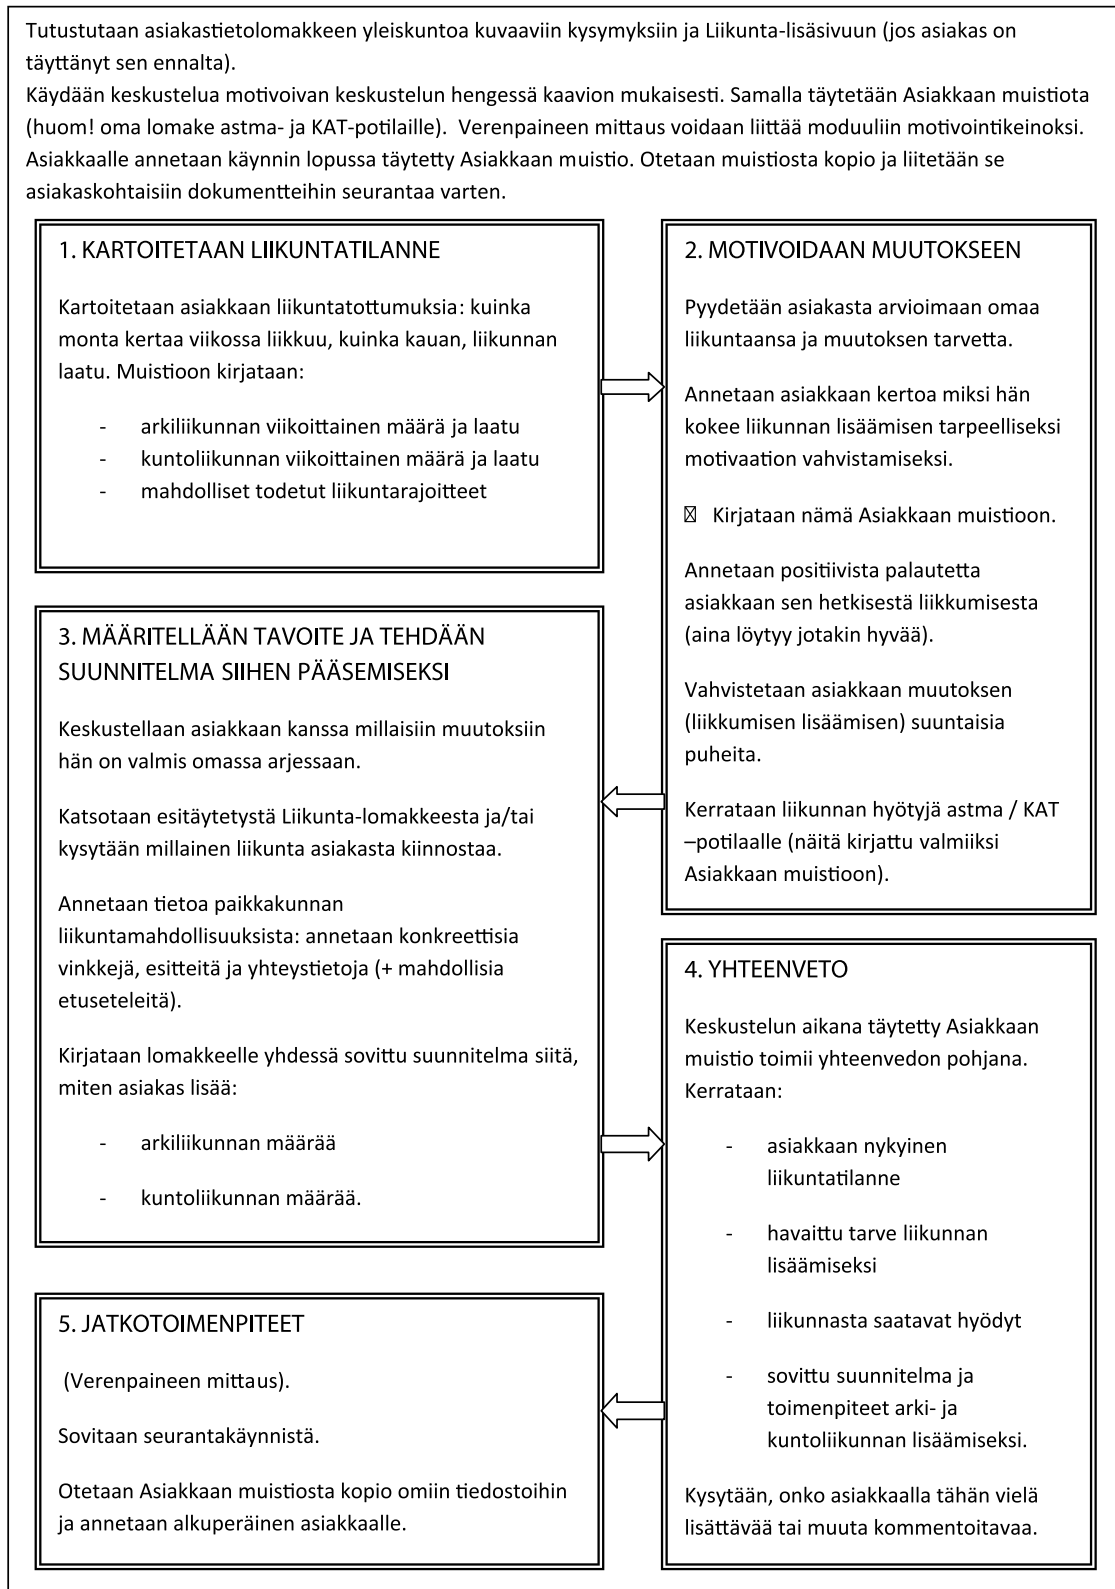 Tutustutaan asiakastietolomakkeen yleiskuntoa kuvaaviin kysymyksiin ja Liikunta-lisäsivuun (jos asiakas on
täyttänyt sen ennalta).
Käydään keskustelua motivoivan keskustelun hengessä kaavion mukaisesti. Samalla täytetään Asiakkaan muistiota
(huom! oma lomake astma- ja KAT-potilaille). Verenpaineen mittaus voidaan liittää moduuliin motivointikeinoksi.
Asiakkaalle annetaan käynnin lopussa täytetty Asiakkaan muistio. Otetaan muistiosta kopio ja liitetään se
asiakaskohtaisiin dokumentteihin seurantaa varten.
1. KARTOITETAAN LIIKUNTATILANNE
Kartoitetaan asiakkaan liikuntatottumuksia: kuinka
monta kertaa viikossa liikkuu, kuinka kauan, liikunnan
laatu. Muistioon kirjataan:
- arkiliikunnan viikoittainen määrä ja laatu
- kuntoliikunnan viikoittainen määrä ja laatu
- mahdolliset todetut liikuntarajoitteet
2. MOTIVOIDAAN MUUTOKSEEN
Pyydetään asiakasta arvioimaan omaa
liikuntaansa ja muutoksen tarvetta.
Annetaan asiakkaan kertoa miksi hän
kokee liikunnan lisäämisen tarpeelliseksi
motivaation vahvistamiseksi.
Kirjataan nämä Asiakkaan muistioon.
Annetaan positiivista palautetta
asiakkaan sen hetkisestä liikkumisesta
(aina löytyy jotakin hyvää).
Vahvistetaan asiakkaan muutoksen
(liikkumisen lisäämisen) suuntaisia
puheita.
Kerrataan liikunnan hyötyjä astma / KAT
–potilaalle (näitä kirjattu valmiiksi
Asiakkaan muistioon).
3. MÄÄRITELLÄÄN TAVOITE JA TEHDÄÄN
SUUNNITELMA SIIHEN PÄÄSEMISEKSI
Keskustellaan asiakkaan kanssa millaisiin muutoksiin
hän on valmis omassa arjessaan.
Katsotaan esitäytetystä Liikunta-lomakkeesta ja/tai
kysytään millainen liikunta asiakasta kiinnostaa.
Annetaan tietoa paikkakunnan
liikuntamahdollisuuksista: annetaan konkreettisia
vinkkejä, esitteitä ja yhteystietoja (+ mahdollisia
etuseteleitä).
Kirjataan lomakkeelle yhdessä sovittu suunnitelma siitä,
miten asiakas lisää:
- arkiliikunnan määrää
- kuntoliikunnan määrää.
4. YHTEENVETO
Keskustelun aikana täytetty Asiakkaan
muistio toimii yhteenvedon pohjana.
Kerrataan:
- asiakkaan nykyinen
liikuntatilanne
- havaittu tarve liikunnan
lisäämiseksi
- liikunnasta saatavat hyödyt
- sovittu suunnitelma ja
toimenpiteet arki- ja
kuntoliikunnan lisäämiseksi.
Kysytään, onko asiakkaalla tähän vielä
lisättävää tai muuta kommentoitavaa.
5. JATKOTOIMENPITEET
(Verenpaineen mittaus).
Sovitaan seurantakäynnistä.
Otetaan Asiakkaan muistiosta kopio omiin tiedostoihin
ja annetaan alkuperäinen asiakkaalle.